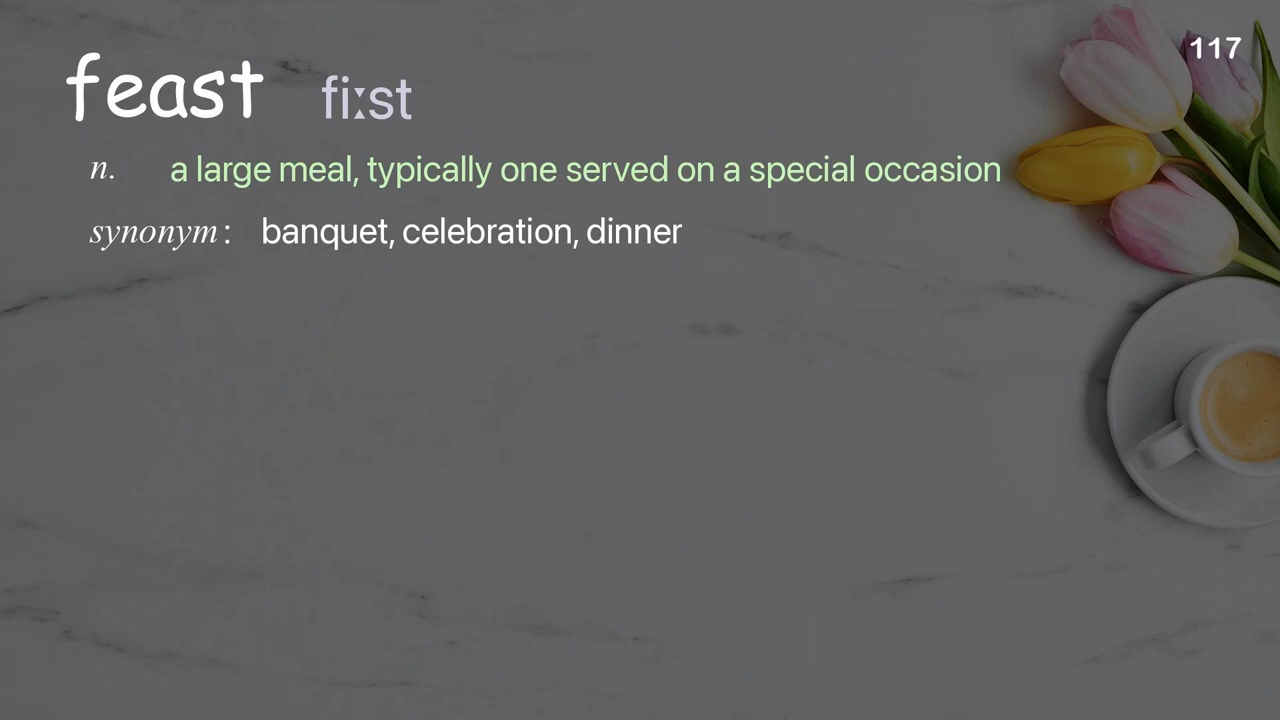 117
feast fiːst
n. a large meal, typically one served on a special occasion
synonym: banquet, celebration, dinner